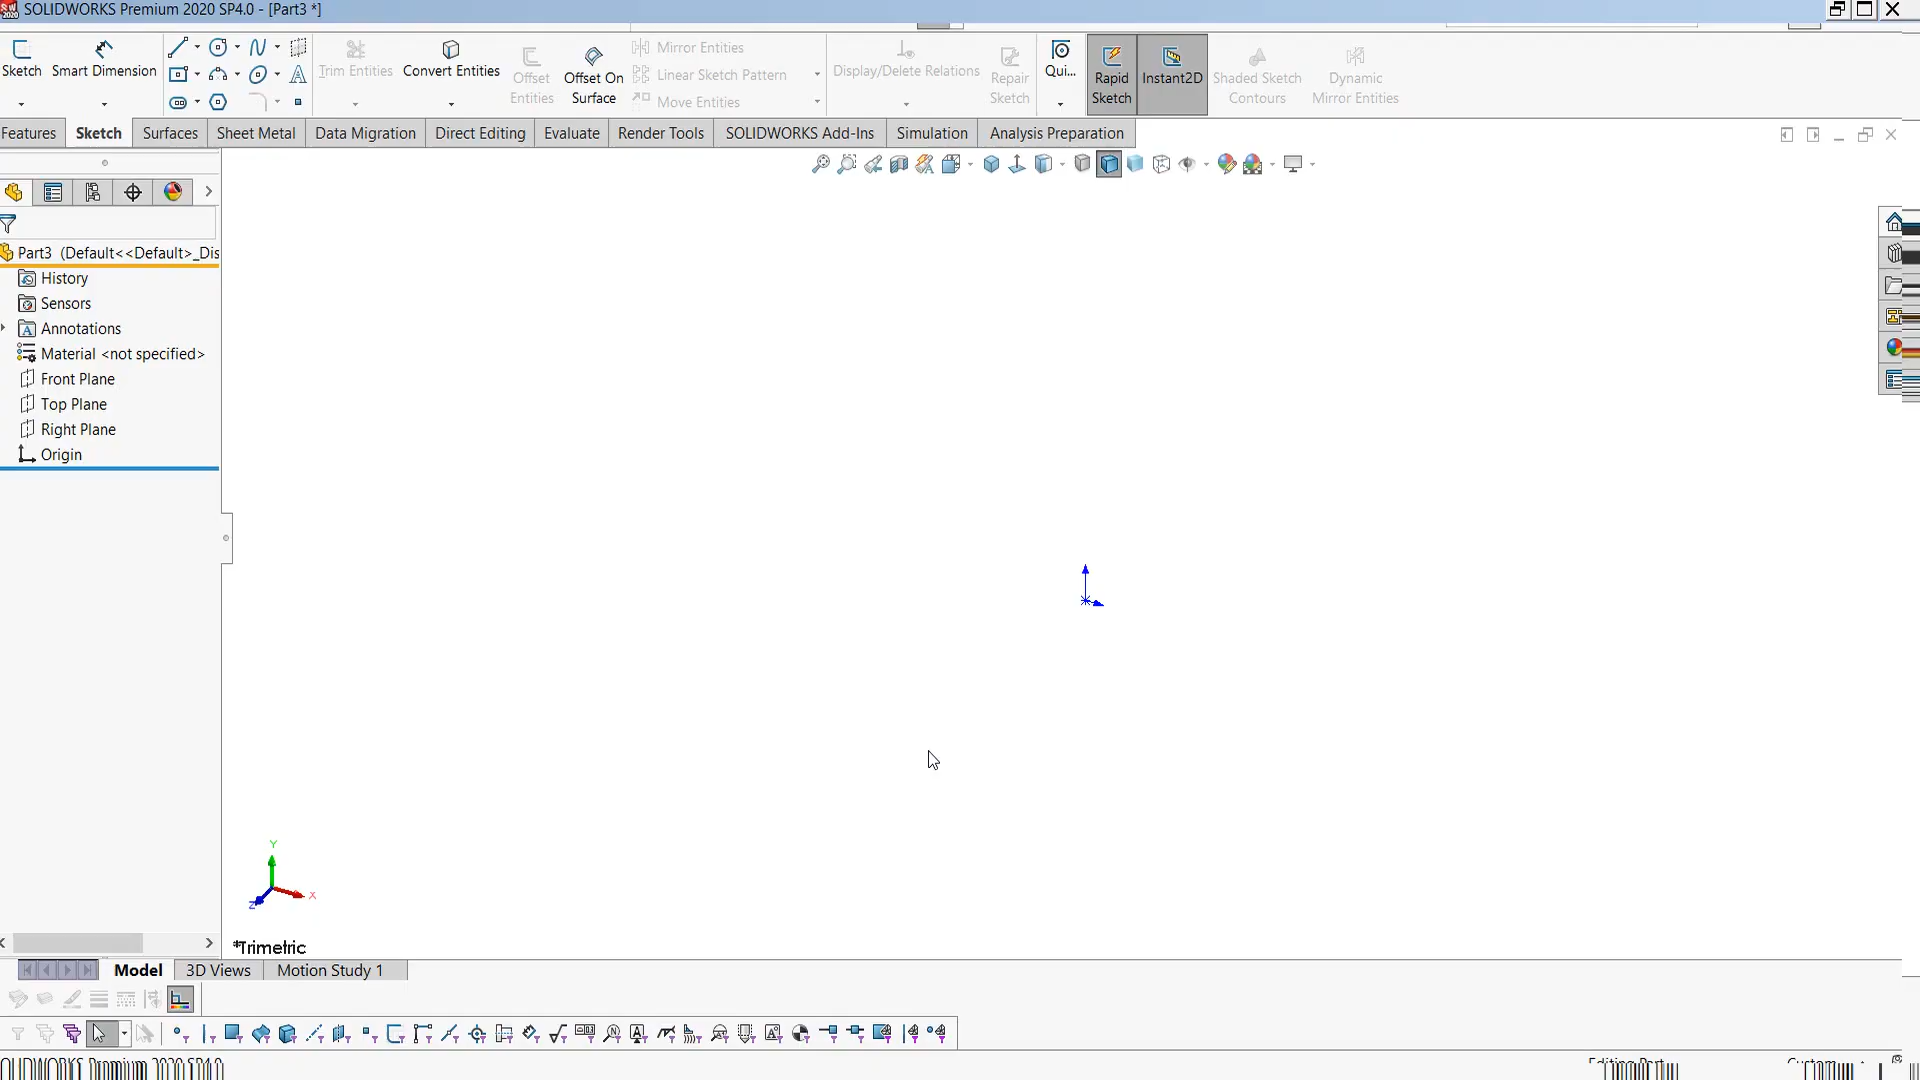 SOLIDWORKS Premium 2020 SP4.0 - [Part3 *]
Sketch
Smart Dimension
Trim Entities
Convert Entities
Offset
Entities
Offset On
Surface
Mirror Entities
Linear Sketch Pattern
Move Entities
Display/Delete Relations
Repair
Sketch
Qui...
Rapid
Sketch
Instant2D
Shaded Sketch
Contours
Dynamic
Mirror Entities
Features
Sketch
Surfaces
Sheet Metal
Data Migration
Direct Editing
Evaluate
Render Tools
SOLIDWORKS Add-Ins
Simulation
Analysis Preparation
Part3 (Default<<Default>_Dis
History
Sensors
Annotations
Material <not specified>
Front Plane
Top Plane
Right Plane
Origin
Y
X
Z
*Trimetric
Model
3D Views
Motion Study 1